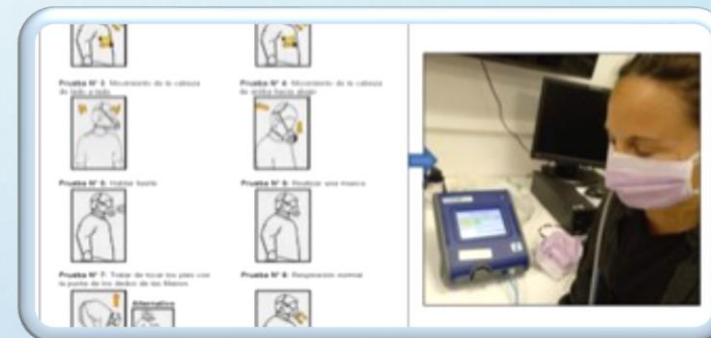 Prueba N° 3: Movimiento de la cabeza
de lado a lado
Prueba N° 4: Movimiento de la cabeza
de arriba hacia abajo
Prueba N° 5: Hablar fuerte
Prueba N° 6: Realizar una mueca
Prueba N° 7: Tratar de tocar los pies con
la punta de los dedos de las Manos
Prueba N° 8: Respiración normal
Alternativa